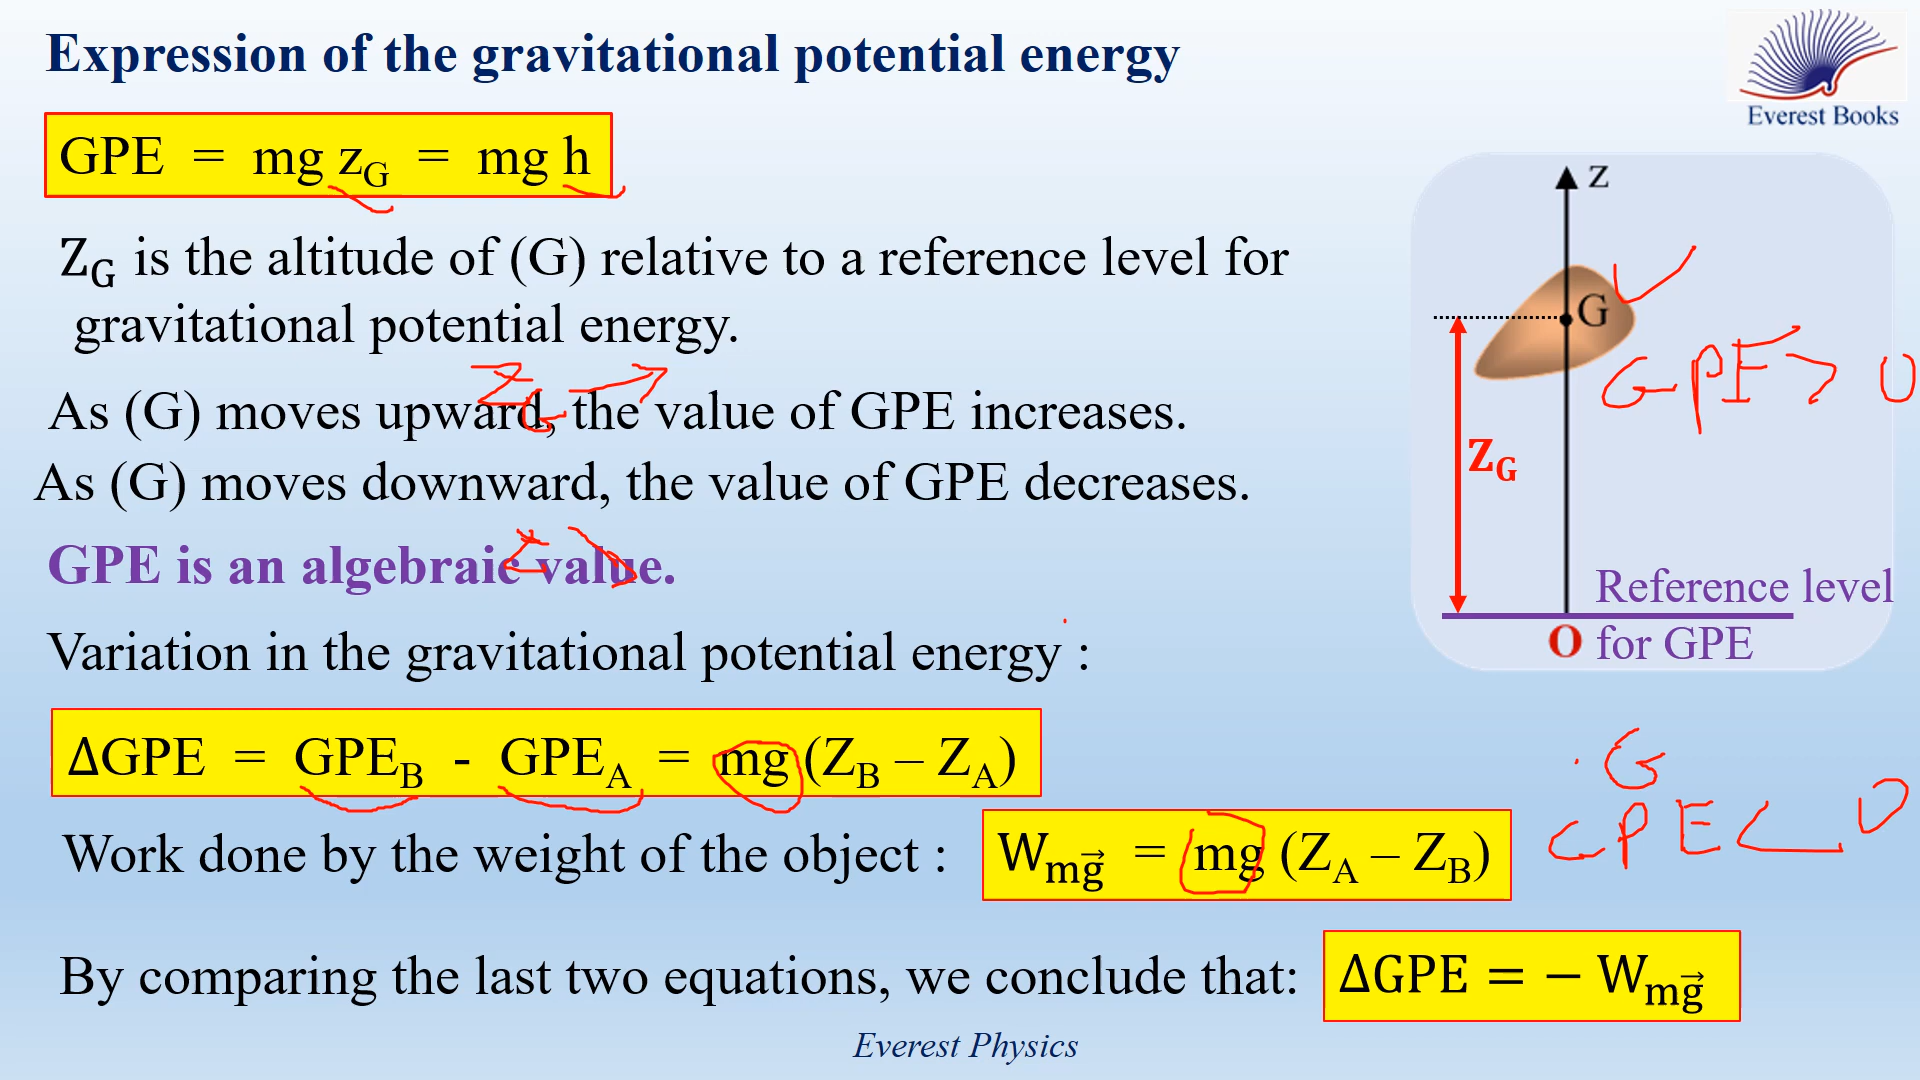 Expression of the gravitational potential energy
Everest Books
GPE = mg z_G = mg h
Z_G is the altitude of (G) relative to a reference level for
gravitational potential energy.
Z_G
As (G) moves upward, the value of GPE increases.
As (G) moves downward, the value of GPE decreases.
GPE is an algebraic value.
Variation in the gravitational potential energy :
ΔGPE = GPE_B - GPE_A = mg (Z_B – Z_A)
Work done by the weight of the object : W_mg⃗ = mg (Z_A – Z_B)
By comparing the last two equations, we conclude that: ΔGPE = − W_mg⃗
Everest Physics
z
G
GPE > 0
Z_G
Reference level
O for GPE
G
GPE < 0